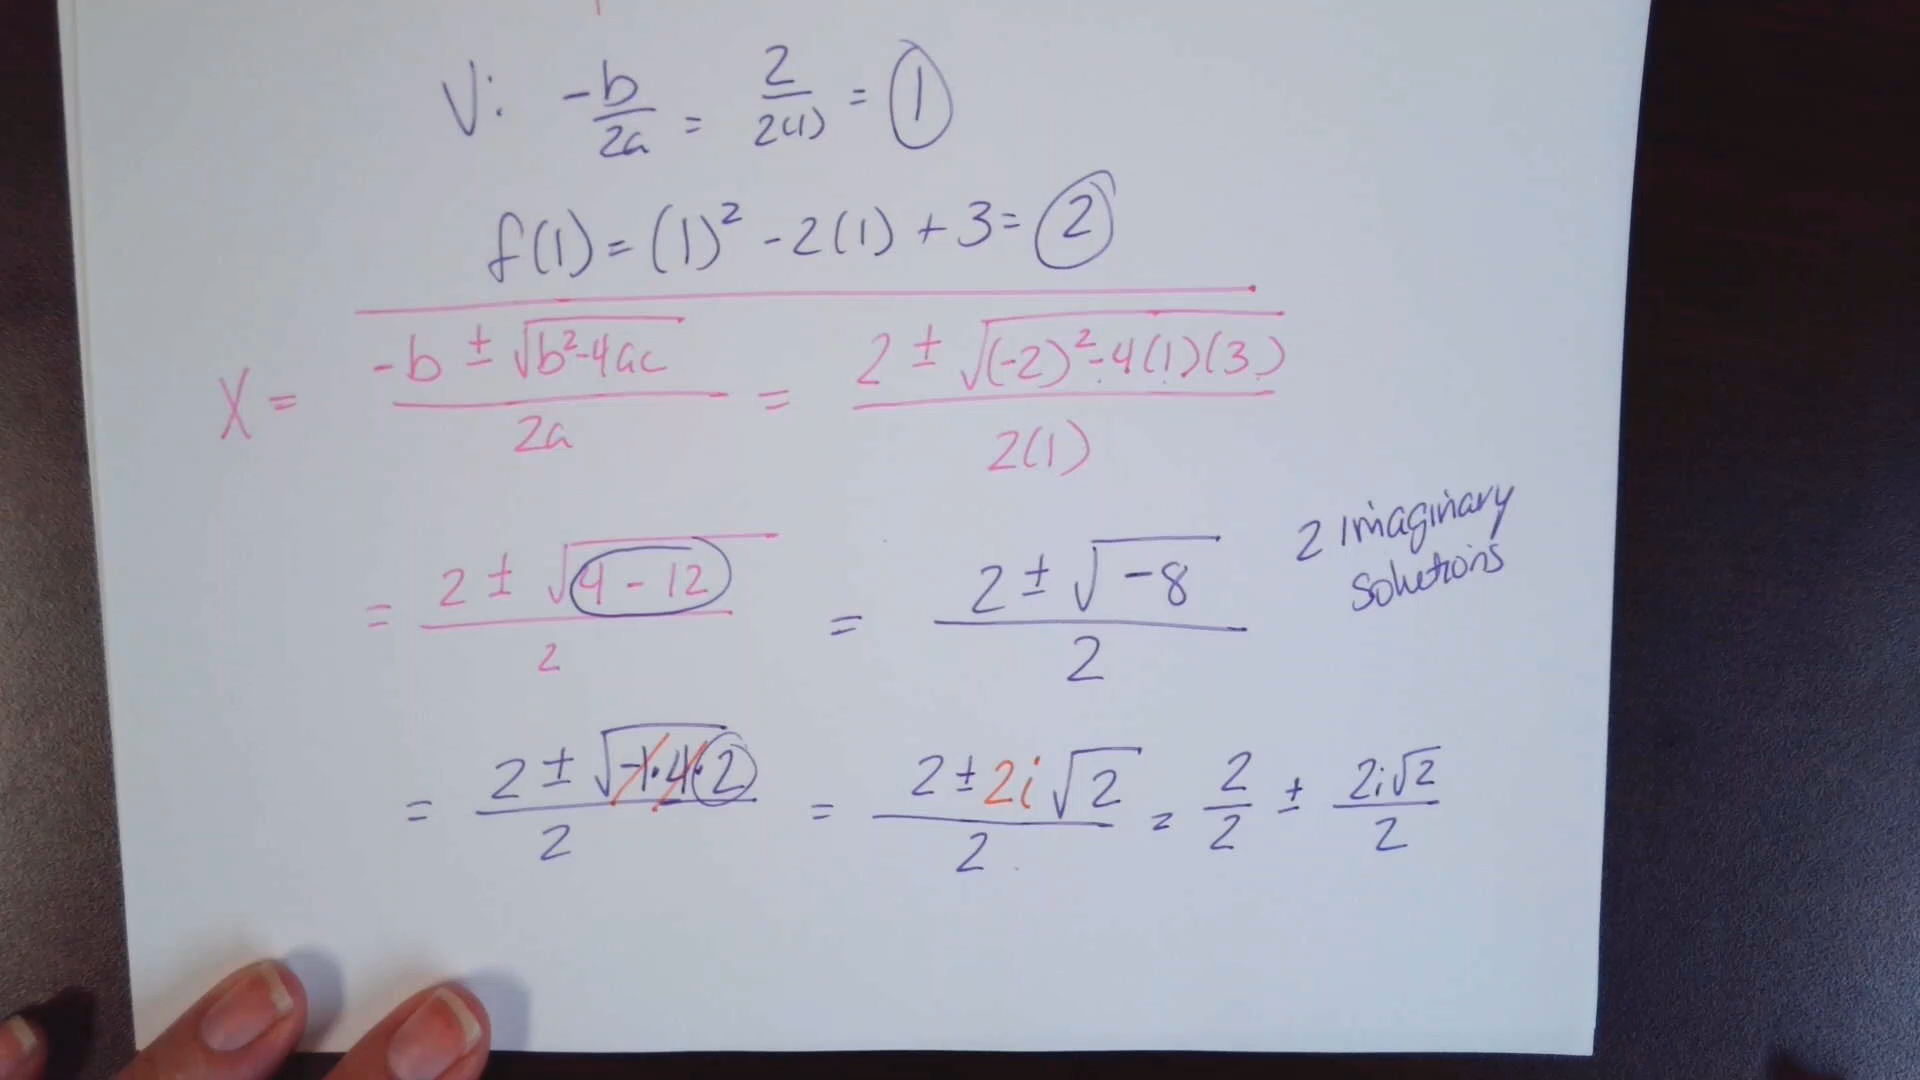 V: -b/2a = 2/2(1) = 1
f(1) = (1)² - 2(1) + 3 = 2
X = -b ± √b²-4ac / 2a = 2 ± √(-2)²-4(1)(3) / 2(1)
= 2 ± √4 - 12 / 2 = 2 ± √-8 / 2
2 Imaginary
Solutions
= 2 ± √-1·4·2 / 2 = 2 ± 2i√2 / 2 = 2/2 ± 2i√2 / 2